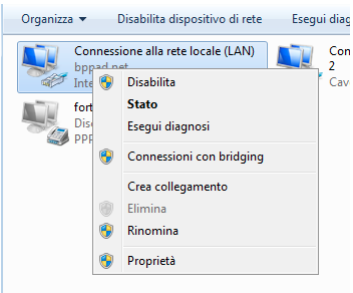 Organizza
Disabilita dispositivo di rete
Esegui diag
Connessione alla rete locale (LAN)
bppad.net
Inte
Con
2
Cav
fort
Disc
PPP
Disabilita
Stato
Esegui diagnosi
Connessioni con bridging
Crea collegamento
Elimina
Rinomina
Proprietà